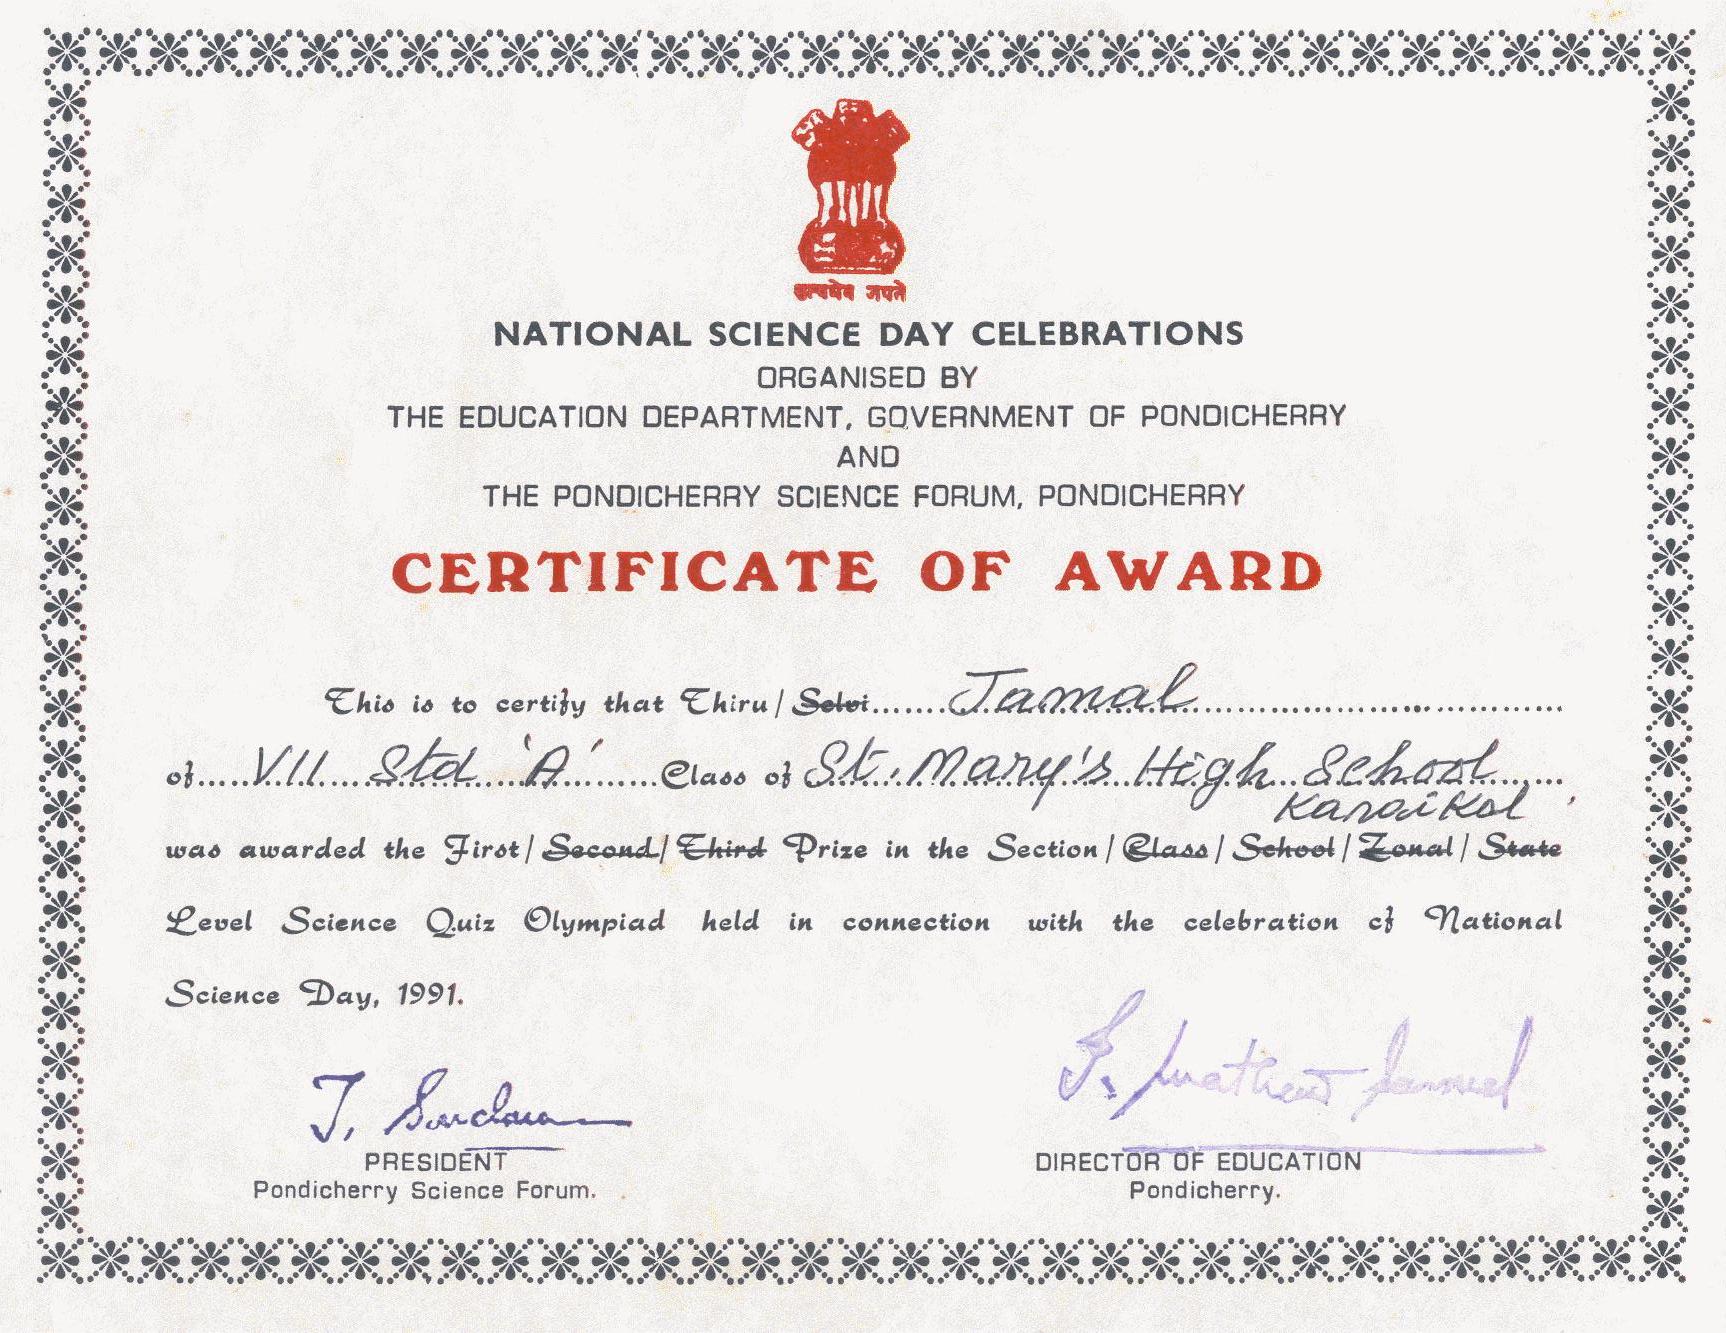 सत्यमेव जयते
NATIONAL SCIENCE DAY CELEBRATIONS
ORGANISED BY
THE EDUCATION DEPARTMENT, GOVERNMENT OF PONDICHERRY
AND
THE PONDICHERRY SCIENCE FORUM, PONDICHERRY
CERTIFICATE OF AWARD
This is to certify that Thiru/Selvi.......Jamal...............................
of.....VII....Std...'A'.........Class of St. Mary's High School......
Karaikal
was awarded the First/Second/Third Prize in the Section/Class/School/Zonal/State
Level Science Quiz Olympiad held in connection with the celebration of National
Science Day, 1991.
J.
S. Mathew Samuel
PRESIDENT
Pondicherry Science Forum.
DIRECTOR OF EDUCATION
Pondicherry.